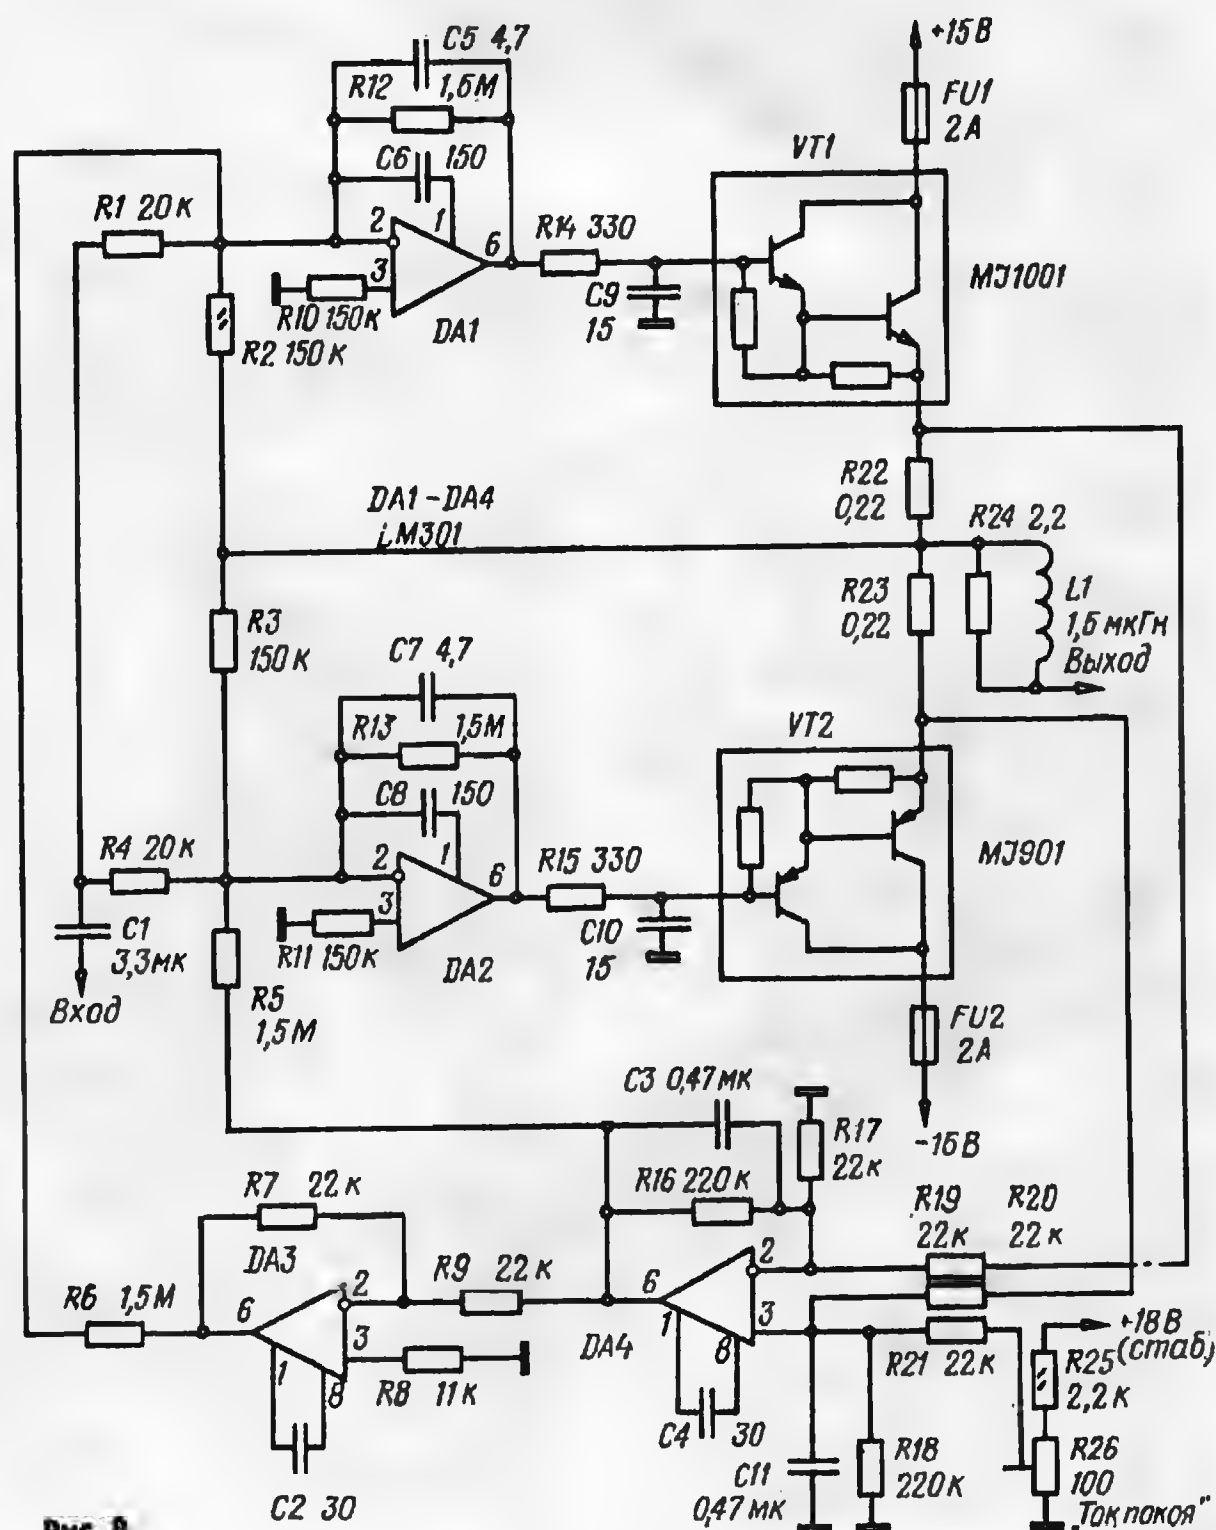 C5 4,7
+15 В
R12
1,6М
FU1
2А
C6 150
VT1
R1 20к
2
1
6
R14 330
3
C9
15
MJ1001
R10 150к
DA1
R2 150к
R22
0,22
R24 2,2
DA1-DA4
LM301
R23
0,22
L1
1,6 мкГн
Выход
R3
150к
C7 4,7
R13
1,5М
VT2
C8 150
R4 20к
2
1
6
R15 330
3
MJ901
C1
3,3мк
Вход
R11 150к
DA2
C10
15
R5
1,5М
FU2
2А
C3 0,47мк
-16 В
R17
22к
R7 22к
R16 220к
R19
22к
R20
22к
DA3
R9 22к
2
6
2
R6 1,5М
6
3
1
3
8
+18 В
(стаб.)
DA4
R21 22к
R25
2,2к
1
8
R8 11к
C4 30
R18
220к
R26
100
C11
0,47мк
C2 30
„Ток покоя"